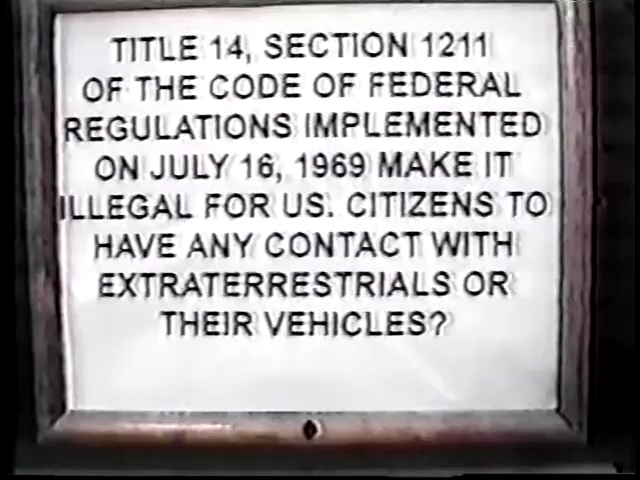 TITLE 14, SECTION 1211
OF THE CODE OF FEDERAL
REGULATIONS IMPLEMENTED
ON JULY 16, 1969 MAKE IT
ILLEGAL FOR US. CITIZENS TO
HAVE ANY CONTACT WITH
EXTRATERRESTRIALS OR
THEIR VEHICLES?